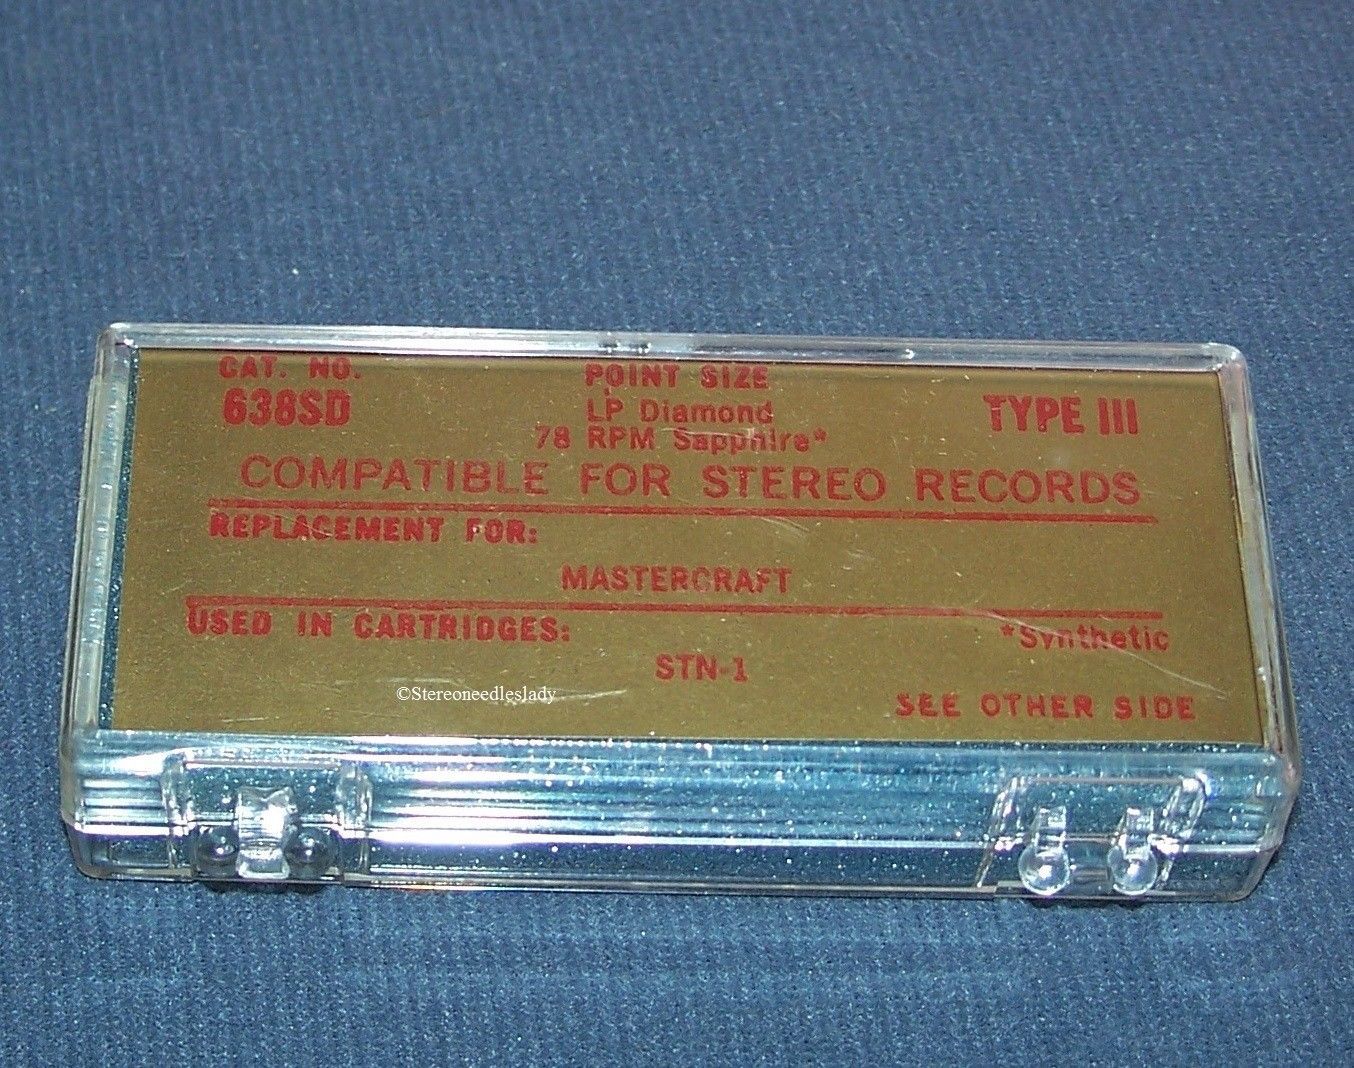 CAT. NO.
638SD
POINT SIZE
LP Diamond
78 RPM Sapphire*
TYPE III
COMPATIBLE FOR STEREO RECORDS
REPLACEMENT FOR:
MASTERCRAFT
USED IN CARTRIDGES:
*Synthetic
STN-1
©Stereoneedleslady
SEE OTHER SIDE